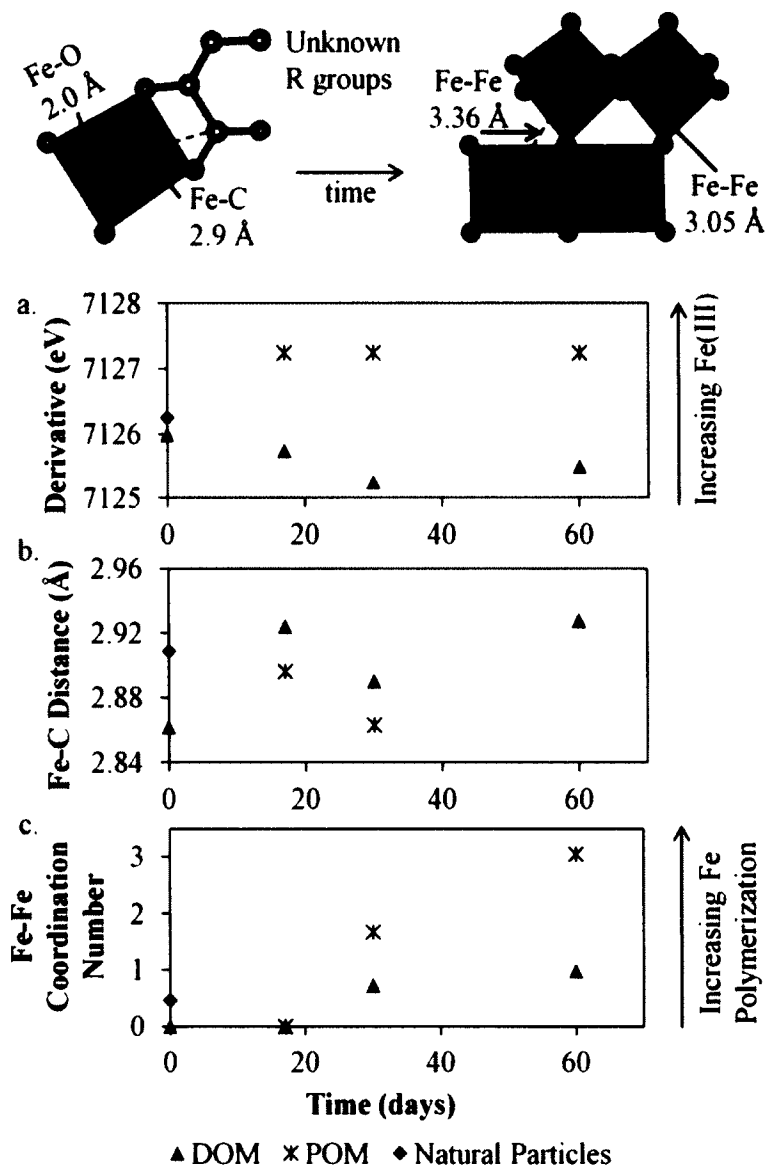 Unknown
R groups
Fe-O
2.0 Å
Fe-C
2.9 Å
time
Fe-Fe
3.36 Å
Fe-Fe
3.05 Å
a.
Derivative (eV)
7128
7127
7126
7125
0 20 40 60
Increasing Fe(III)
b.
Fe-C Distance (Å)
2.96
2.92
2.88
2.84
0 20 40 60
c.
Fe-Fe
Coordination
Number
3
2
1
0
0 20 40 60
Increasing Fe
Polymerization
Time (days)
▲ DOM ж POM ◆ Natural Particles